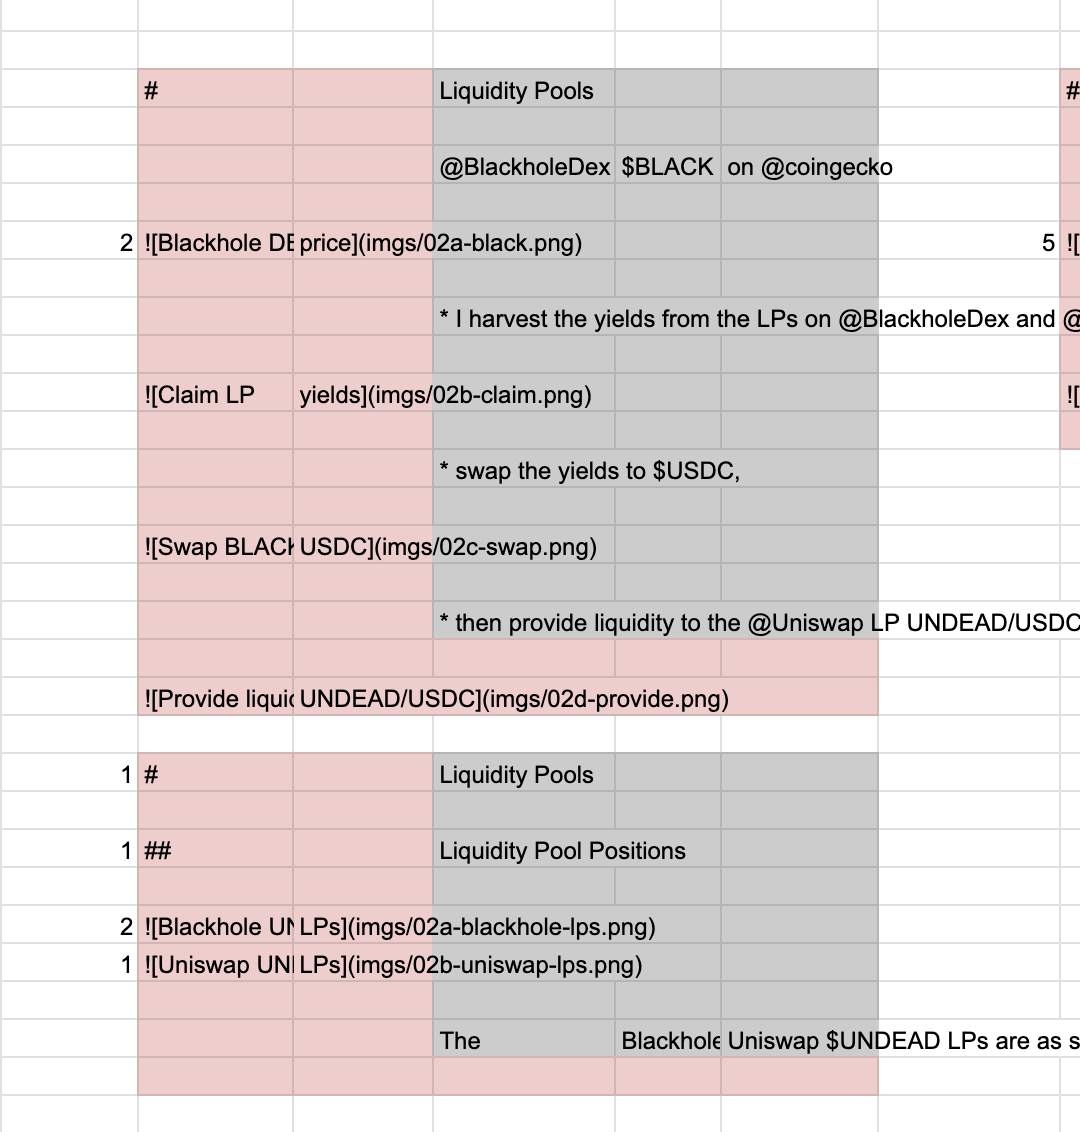 # Liquidity Pools #
@BlackholeDex $BLACK on @coingecko
2 ![Blackhole DE price](imgs/02a-black.png) 5 ![
* I harvest the yields from the LPs on @BlackholeDex and @
![Claim LP yields](imgs/02b-claim.png) ![
* swap the yields to $USDC,
![Swap BLACK USDC](imgs/02c-swap.png)
* then provide liquidity to the @Uniswap LP UNDEAD/USDC
![Provide liquid UNDEAD/USDC](imgs/02d-provide.png)
1 # Liquidity Pools
1 ## Liquidity Pool Positions
2 ![Blackhole UN LPs](imgs/02a-blackhole-lps.png)
1 ![Uniswap UN LPs](imgs/02b-uniswap-lps.png)
The Blackhole Uniswap $UNDEAD LPs are as s